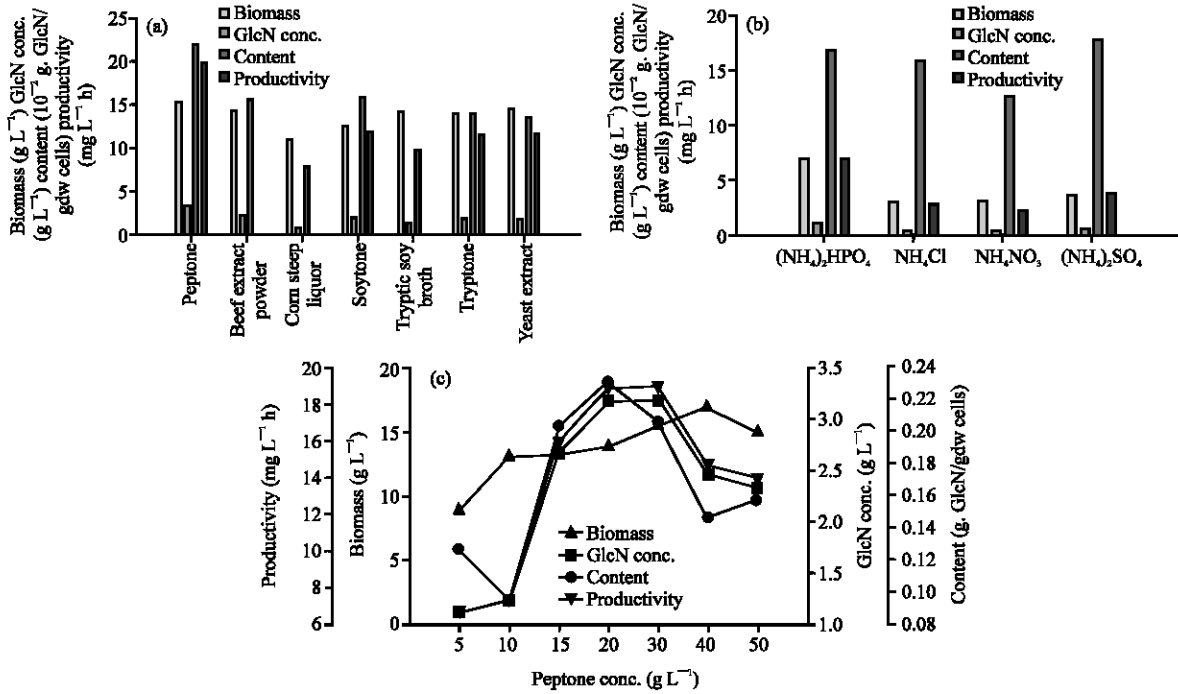 (a)
Biomass
GlcN conc.
Content
Productivity
Biomass (g L⁻¹) GlcN conc.
(g L⁻¹) content (10⁻² g. GlcN/
gdw cells) productivity
(mg L⁻¹ h)
25
20
15
10
5
0
Peptone
Beef extract
powder
Corn steep
liquor
Soytone
Tryptic soy
broth
Tryptone
Yeast extract
(b)
Biomass
GlcN conc.
Content
Productivity
Biomass (g L⁻¹) GlcN conc.
(g L⁻¹) content (10⁻² g. GlcN/
gdw cells) productivity
(mg L⁻¹ h)
20
15
10
5
0
(NH₄)₂HPO₄
NH₄Cl
NH₄NO₃
(NH₄)₂SO₄
(c)
Productivity (mg L⁻¹ h)
20
18
16
14
12
10
8
6
Biomass (g L⁻¹)
20
15
10
5
0
Biomass
GlcN conc.
Content
Productivity
GlcN conc. (g L⁻¹)
3.5
3.0
2.5
2.0
1.5
1.0
Content (g. GlcN/gdw cells)
0.24
0.22
0.20
0.18
0.16
0.14
0.12
0.10
0.08
5 10 15 20 30 40 50
Peptone conc. (g L⁻¹)